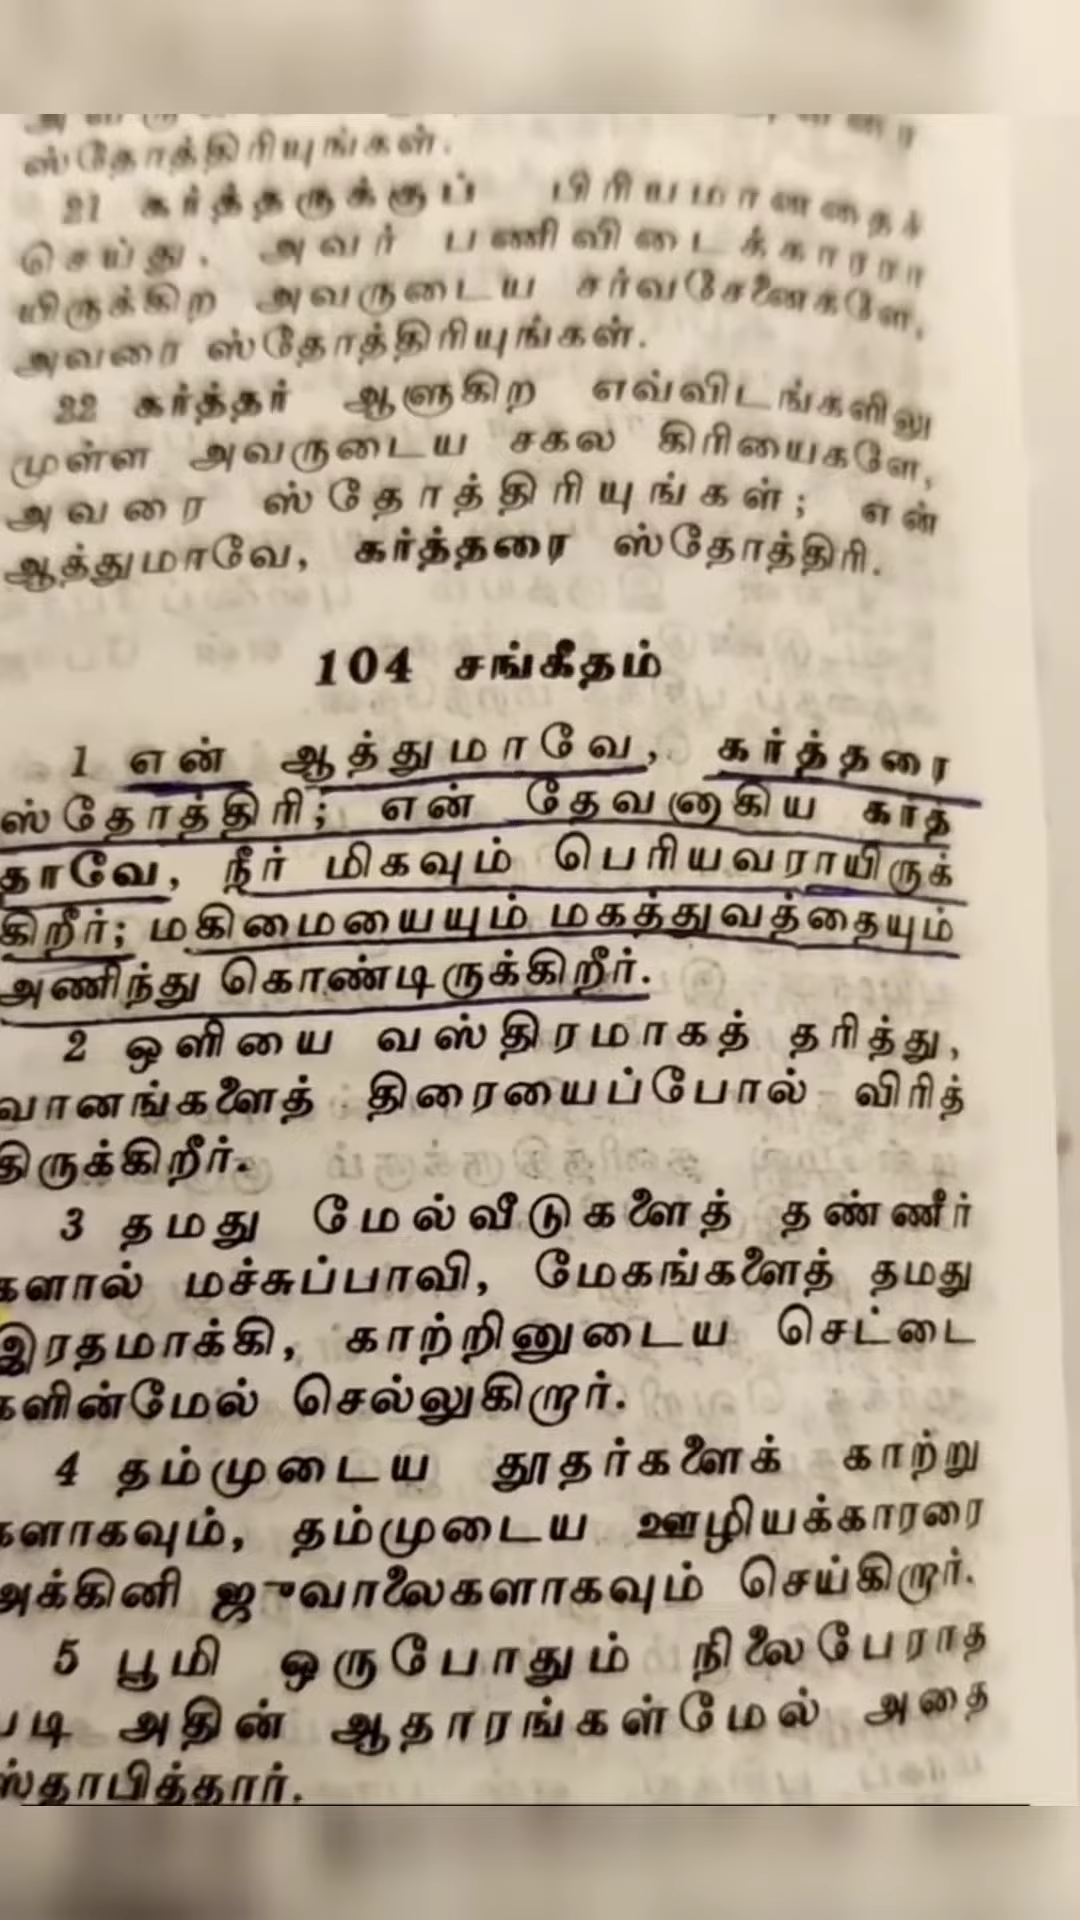 ஸ்தோத்திரியுங்கள்.
21 கர்த்தருக்குப் பிரியமானதைச்
செய்து, அவர் பணிவிடைக்காரரா
யிருக்கிற அவருடைய சர்வசேனைகளே,
அவரை ஸ்தோத்திரியுங்கள்.
22 கர்த்தர் ஆளுகிற எவ்விடங்களிலு
முள்ள அவருடைய சகல கிரியைகளே,
அவரை ஸ்தோத்திரியுங்கள்; என்
ஆத்துமாவே, கர்த்தரை ஸ்தோத்திரி.
104 சங்கீதம்
1 என் ஆத்துமாவே, கர்த்தரை
ஸ்தோத்திரி; என் தேவனாகிய கர்த்
தாவே, நீர் மிகவும் பெரியவராயிருக்
கிறீர்; மகிமையையும் மகத்துவத்தையும்
அணிந்து கொண்டிருக்கிறீர்.
2 ஒளியை வஸ்திரமாகத் தரித்து,
வானங்களைத் திரையைப்போல் விரித்
திருக்கிறீர்.
3 தமது மேல்வீடுகளைத் தண்ணீர்
களால் மச்சுப்பாவி, மேகங்களைத் தமது
இரதமாக்கி, காற்றினுடைய செட்டை
களின்மேல் செல்லுகிறார்.
4 தம்முடைய தூதர்களைக் காற்று
களாகவும், தம்முடைய ஊழியக்காரரை
அக்கினி ஜுவாலைகளாகவும் செய்கிறார்.
5 பூமி ஒருபோதும் நிலைபேராத
படி அதின் ஆதாரங்கள்மேல் அதை
ஸ்தாபித்தார்.